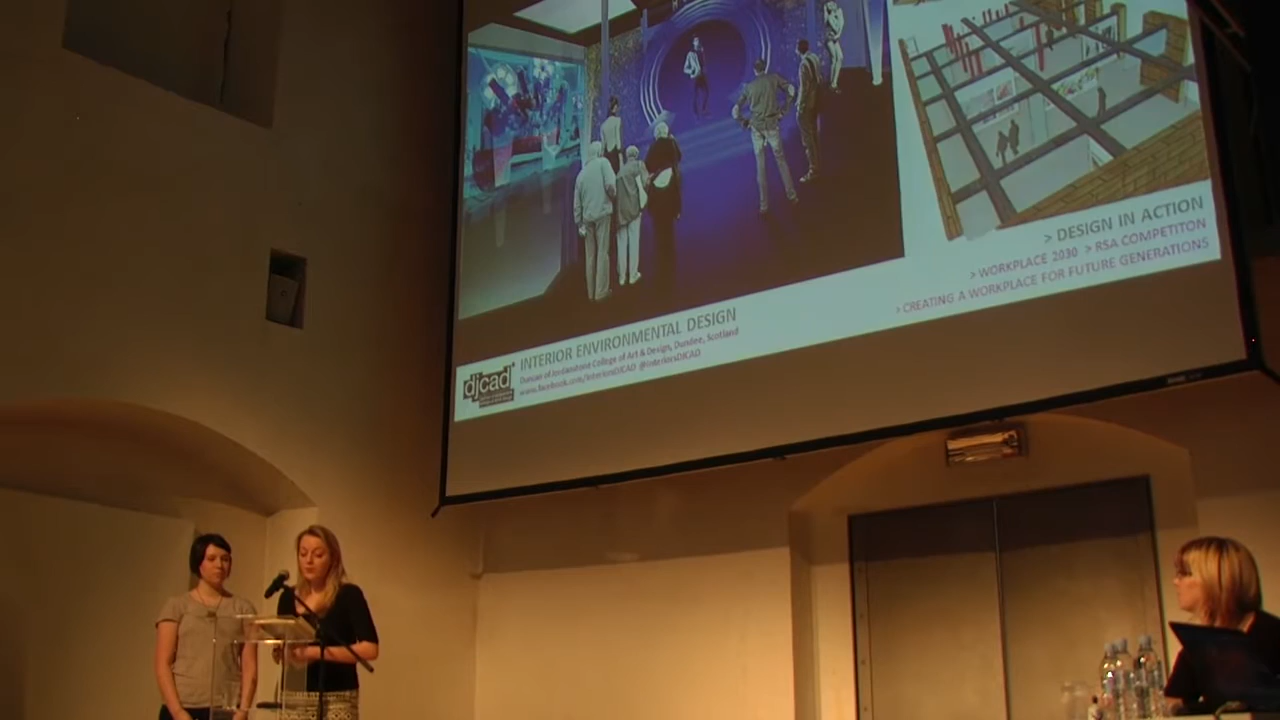 > DESIGN IN ACTION
> WORKPLACE 2030 > RSA COMPETITON
> CREATING A WORKPLACE FOR FUTURE GENERATIONS
INTERIOR ENVIRONMENTAL DESIGN
Duncan of Jordanstone College of Art & Design, Dundee, Scotland
www.facebook.com/InteriorsDJCAD @InteriorsDJCAD
djcad